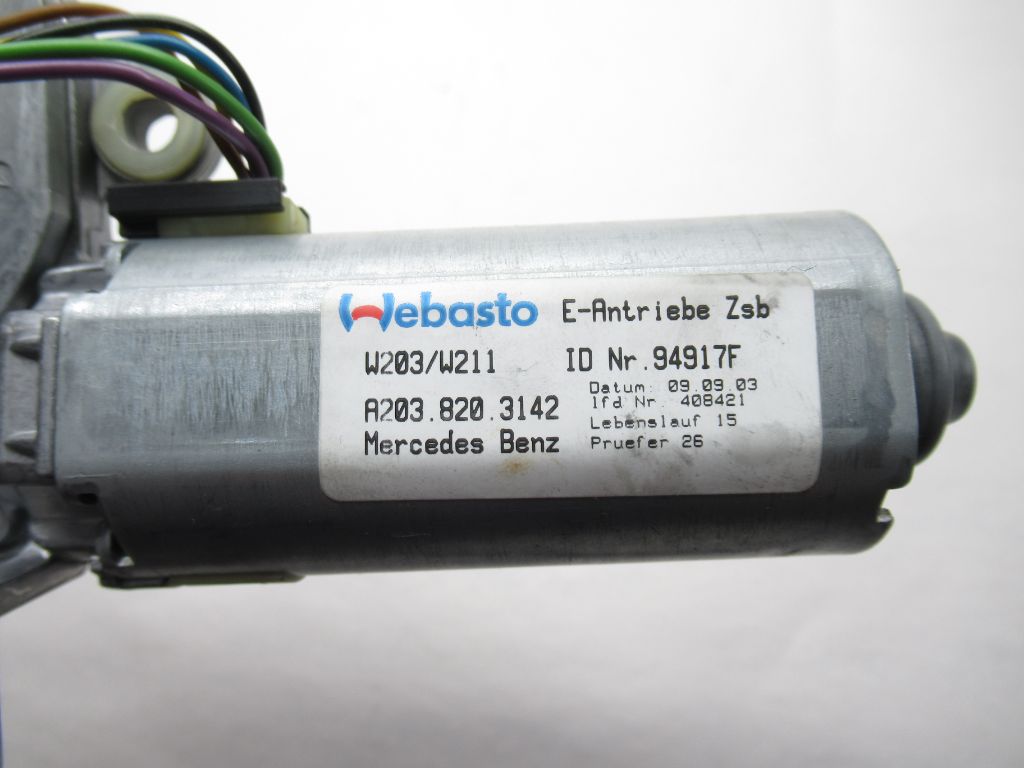 Webasto E-Antriebe Zsb
W203/W211 ID Nr.94917F
Datum: 09.09.03
A203.820.3142 lfd Nr. 408421
Lebenslauf 15
Mercedes Benz Pruefer 26